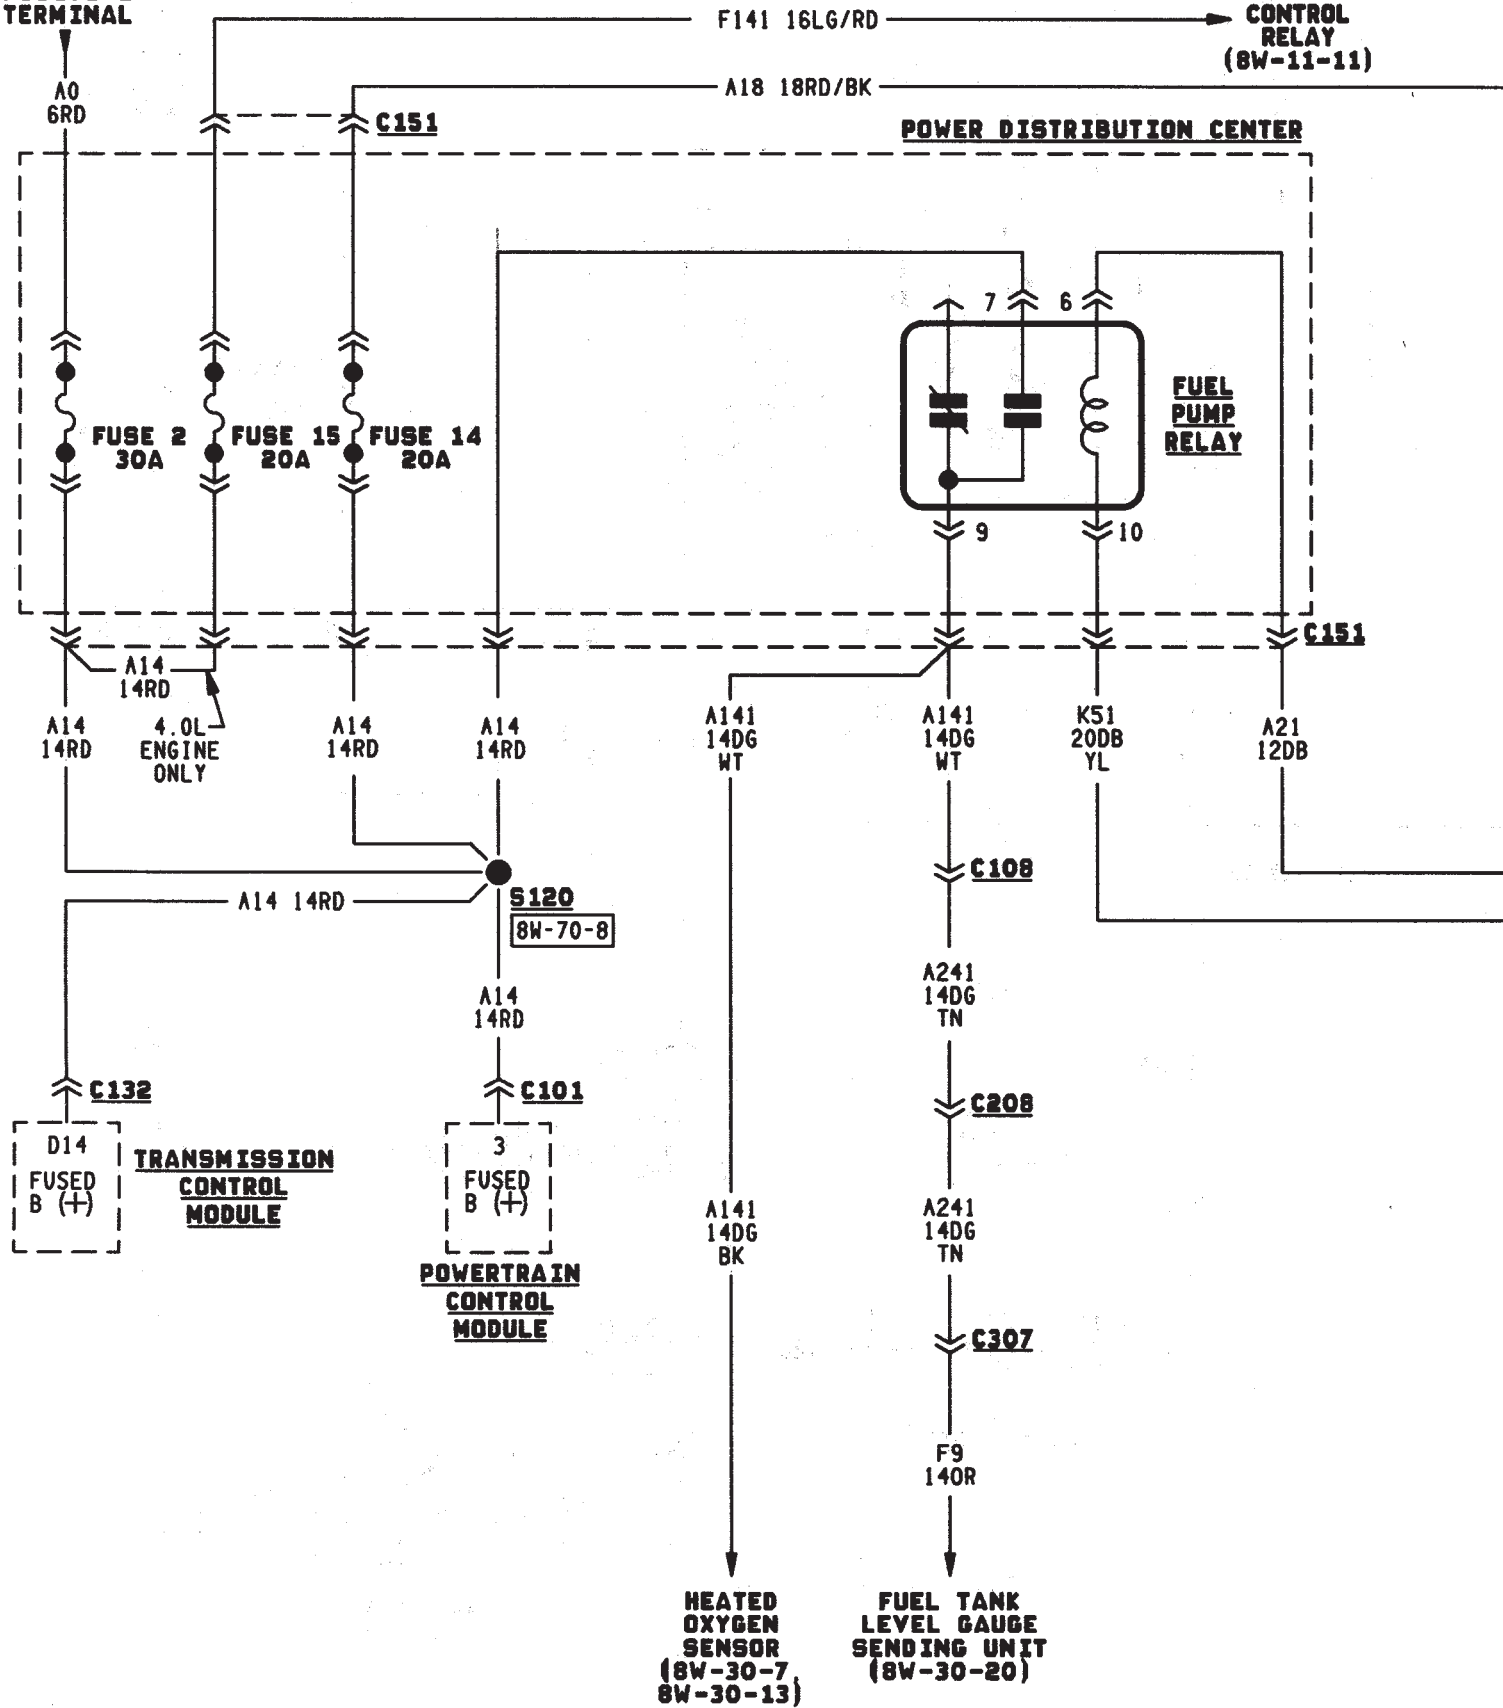 TERMINAL
F141 16LG/RD
CONTROL
RELAY
(8W-11-11)
A0
6RD
A18 18RD/BK
C151
POWER DISTRIBUTION CENTER
7
6
FUEL
PUMP
RELAY
FUSE 2
30A
FUSE 15
20A
FUSE 14
20A
9
10
C151
A14
14RD
A14
14RD
4.0L
ENGINE
ONLY
A14
14RD
A14
14RD
A141
14DG
WT
A141
14DG
WT
K51
20DB
YL
A21
12DB
C108
A14 14RD
S120
8W-70-8
A241
14DG
TN
A14
14RD
C132
C101
C208
D14
FUSED
B (+)
TRANSMISSION
CONTROL
MODULE
3
FUSED
B (+)
POWERTRAIN
CONTROL
MODULE
A141
14DG
BK
A241
14DG
TN
C307
F9
14OR
HEATED
OXYGEN
SENSOR
(8W-30-7,
8W-30-13)
FUEL TANK
LEVEL GAUGE
SENDING UNIT
(8W-30-20)